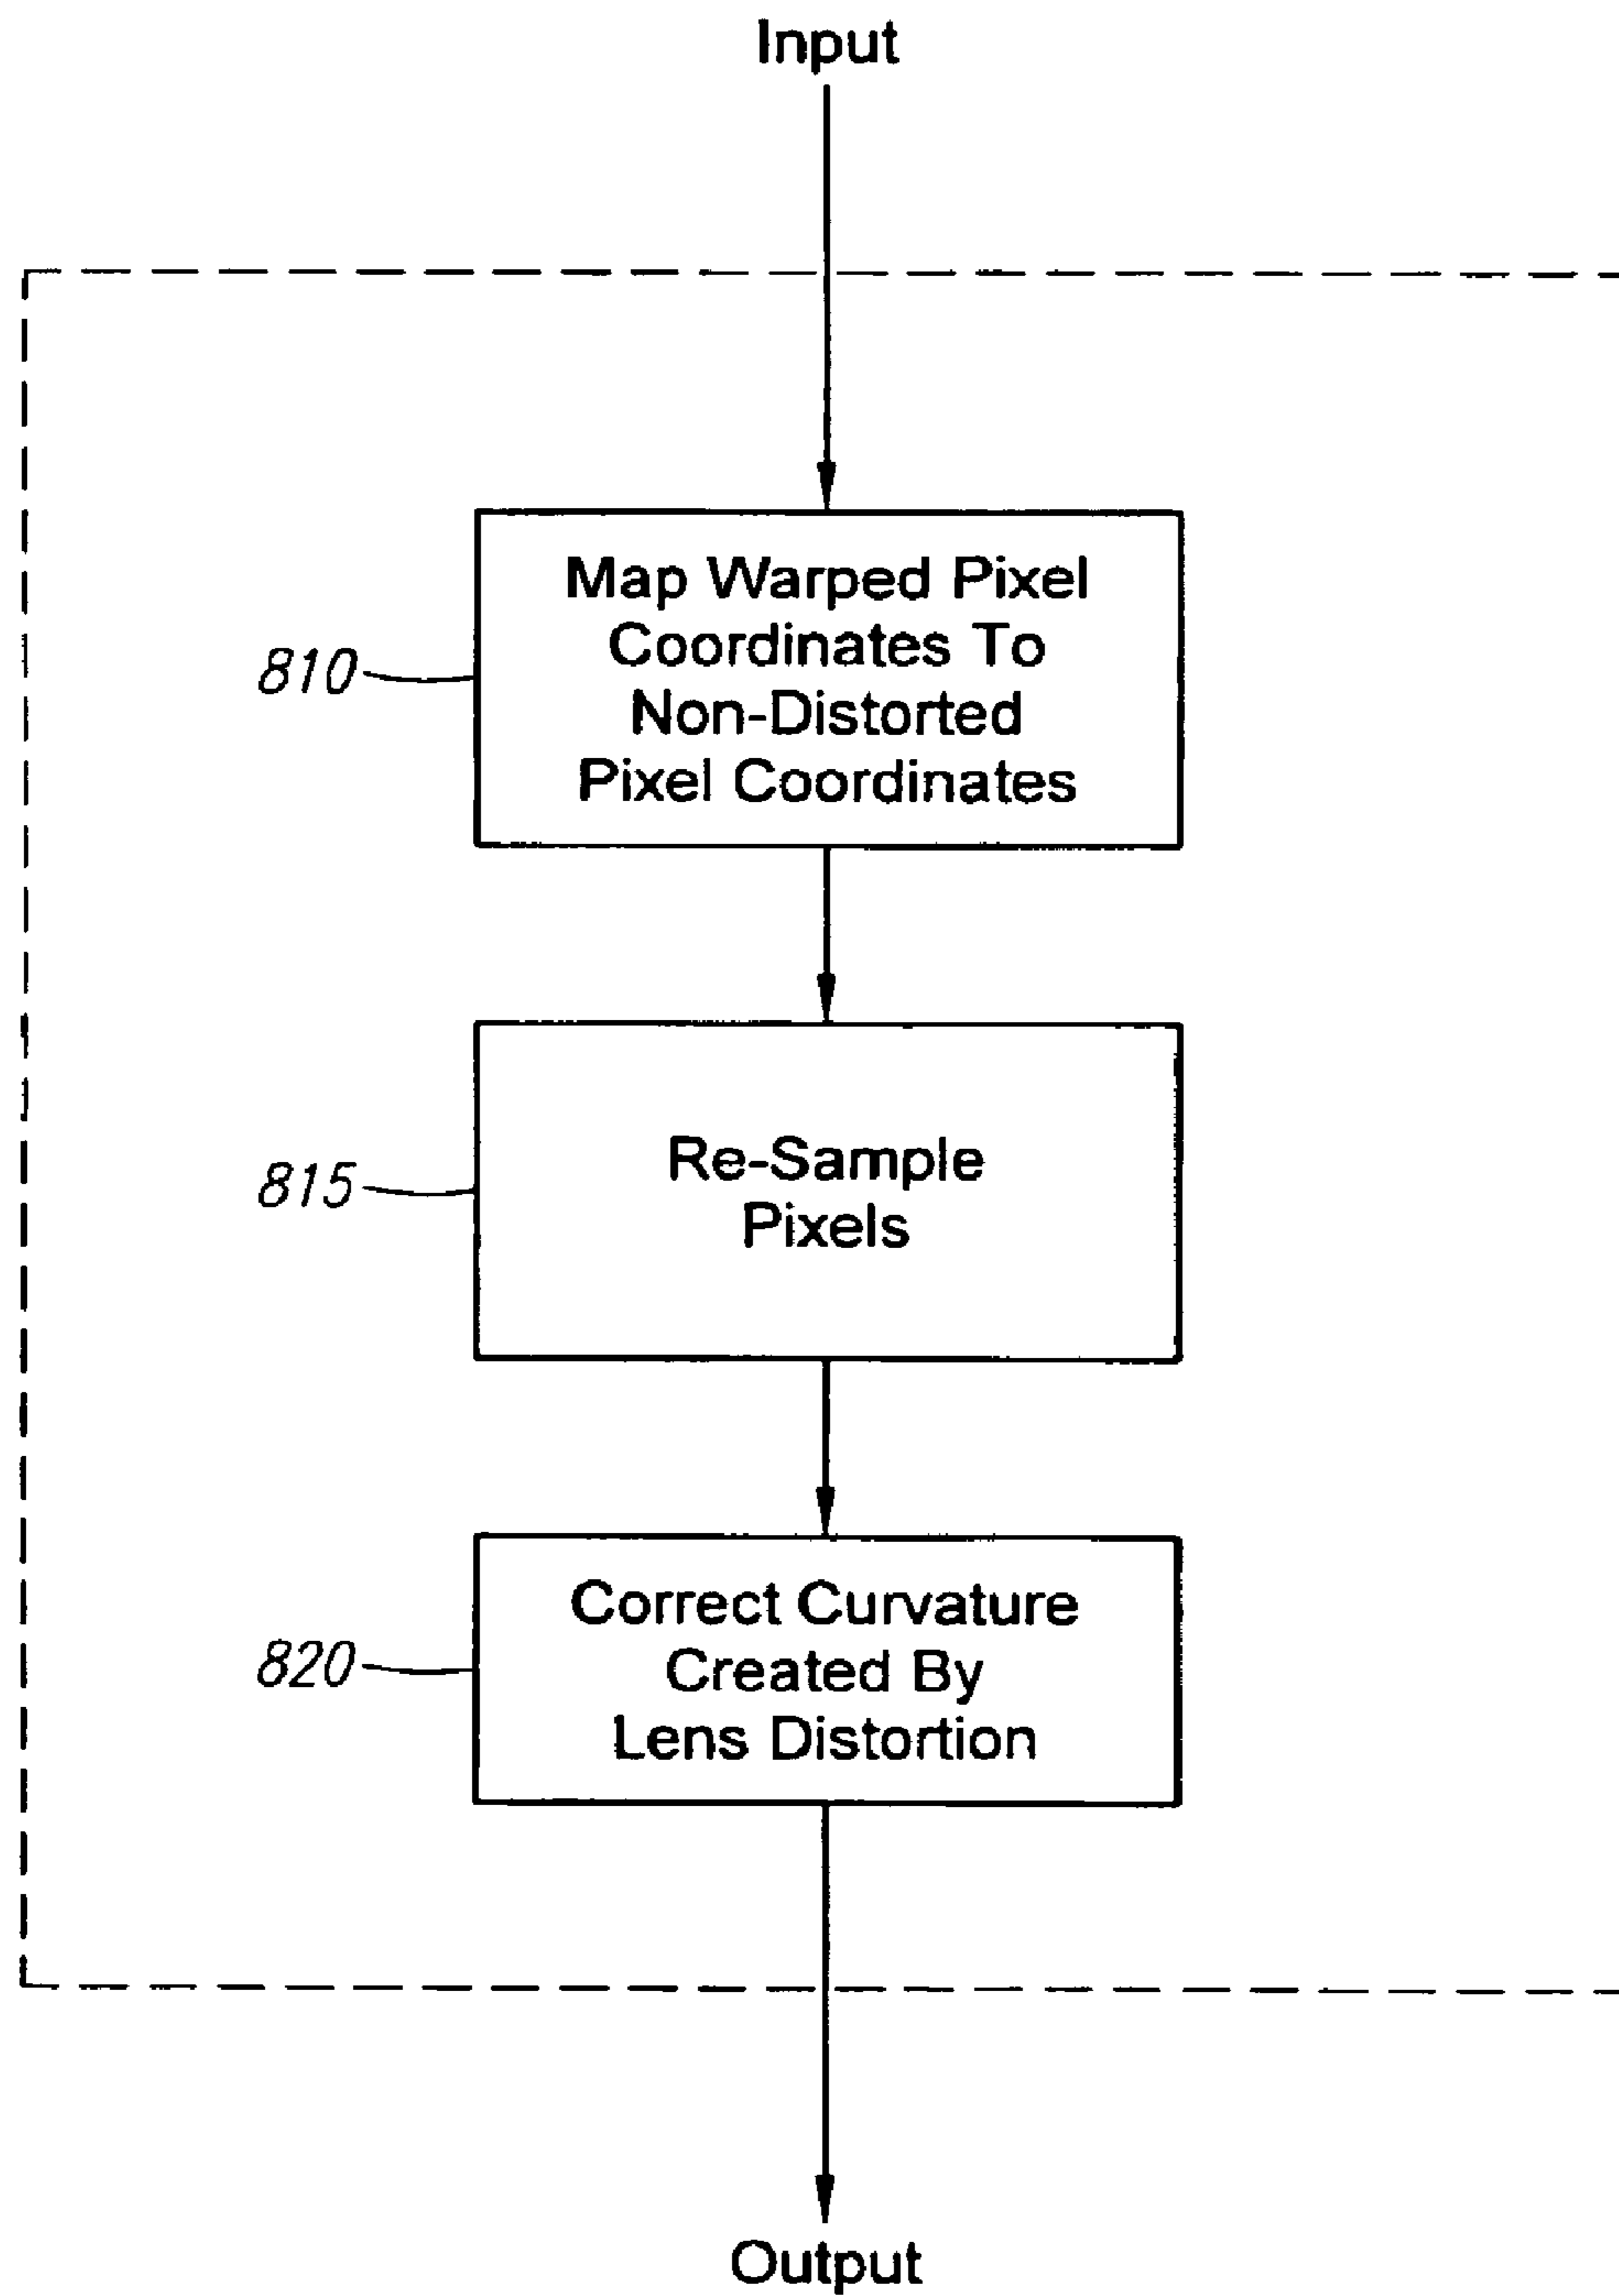 Input
810
Map Warped Pixel
Coordinates To
Non-Distorted
Pixel Coordinates
815
Re-Sample
Pixels
820
Correct Curvature
Created By
Lens Distortion
Output